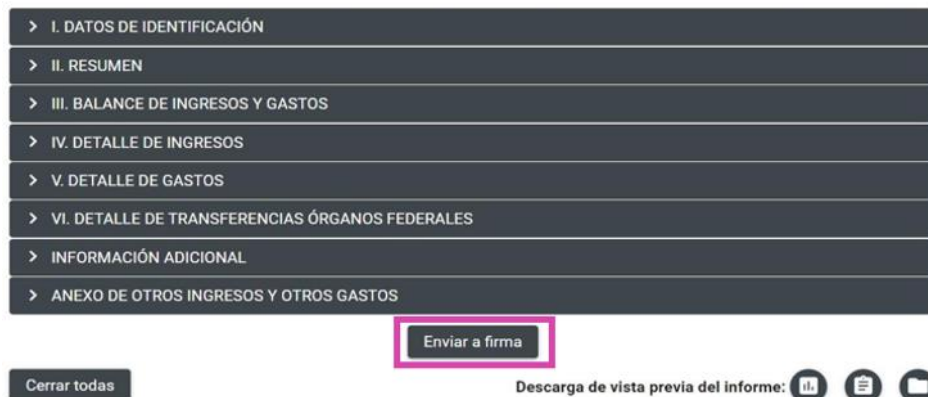 I. DATOS DE IDENTIFICACIÓN
II. RESUMEN
III. BALANCE DE INGRESOS Y GASTOS
IV. DETALLE DE INGRESOS
V. DETALLE DE GASTOS
VI. DETALLE DE TRANSFERENCIAS ÓRGANOS FEDERALES
INFORMACIÓN ADICIONAL
ANEXO DE OTROS INGRESOS Y OTROS GASTOS
Enviar a firma
Cerrar todas Descarga de vista previa del informe: